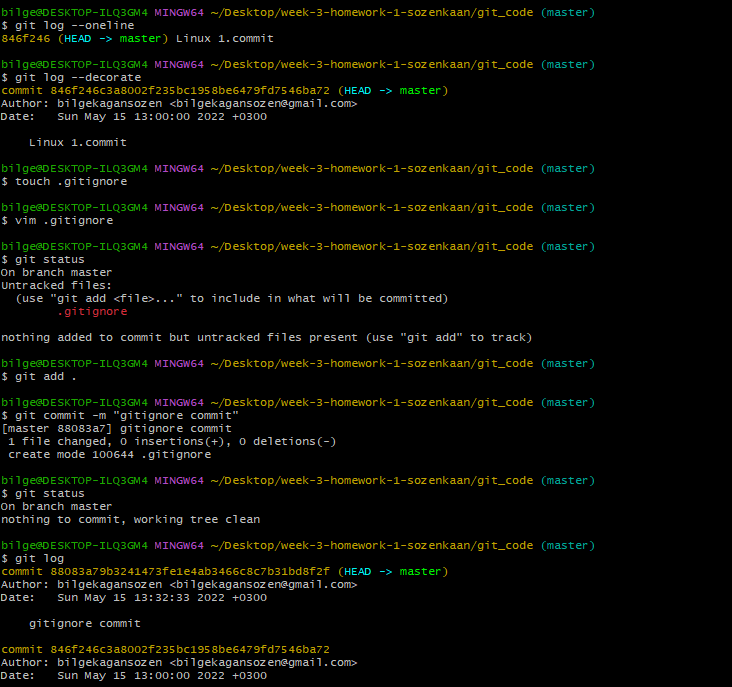 bilge@DESKTOP-ILQ3GM4 MINGW64 ~/Desktop/week-3-homework-1-sozenkaan/git_code (master)
$ git log --oneline
846f246 (HEAD -> master) Linux 1.commit
bilge@DESKTOP-ILQ3GM4 MINGW64 ~/Desktop/week-3-homework-1-sozenkaan/git_code (master)
$ git log --decorate
commit 846f246c3a8002f235bc1958be6479fd7546ba72 (HEAD -> master)
Author: bilgekagansozen <bilgekagansozen@gmail.com>
Date:   Sun May 15 13:00:00 2022 +0300
    Linux 1.commit
bilge@DESKTOP-ILQ3GM4 MINGW64 ~/Desktop/week-3-homework-1-sozenkaan/git_code (master)
$ touch .gitignore
bilge@DESKTOP-ILQ3GM4 MINGW64 ~/Desktop/week-3-homework-1-sozenkaan/git_code (master)
$ vim .gitignore
bilge@DESKTOP-ILQ3GM4 MINGW64 ~/Desktop/week-3-homework-1-sozenkaan/git_code (master)
$ git status
On branch master
Untracked files:
  (use "git add <file>..." to include in what will be committed)
        .gitignore
nothing added to commit but untracked files present (use "git add" to track)
bilge@DESKTOP-ILQ3GM4 MINGW64 ~/Desktop/week-3-homework-1-sozenkaan/git_code (master)
$ git add .
bilge@DESKTOP-ILQ3GM4 MINGW64 ~/Desktop/week-3-homework-1-sozenkaan/git_code (master)
$ git commit -m "gitignore commit"
[master 88083a7] gitignore commit
 1 file changed, 0 insertions(+), 0 deletions(-)
 create mode 100644 .gitignore
bilge@DESKTOP-ILQ3GM4 MINGW64 ~/Desktop/week-3-homework-1-sozenkaan/git_code (master)
$ git status
On branch master
nothing to commit, working tree clean
bilge@DESKTOP-ILQ3GM4 MINGW64 ~/Desktop/week-3-homework-1-sozenkaan/git_code (master)
$ git log
commit 88083a79b3241473fe1e4ab3466c8c7b31bd8f2f (HEAD -> master)
Author: bilgekagansozen <bilgekagansozen@gmail.com>
Date:   Sun May 15 13:32:33 2022 +0300
    gitignore commit
commit 846f246c3a8002f235bc1958be6479fd7546ba72
Author: bilgekagansozen <bilgekagansozen@gmail.com>
Date:   Sun May 15 13:00:00 2022 +0300